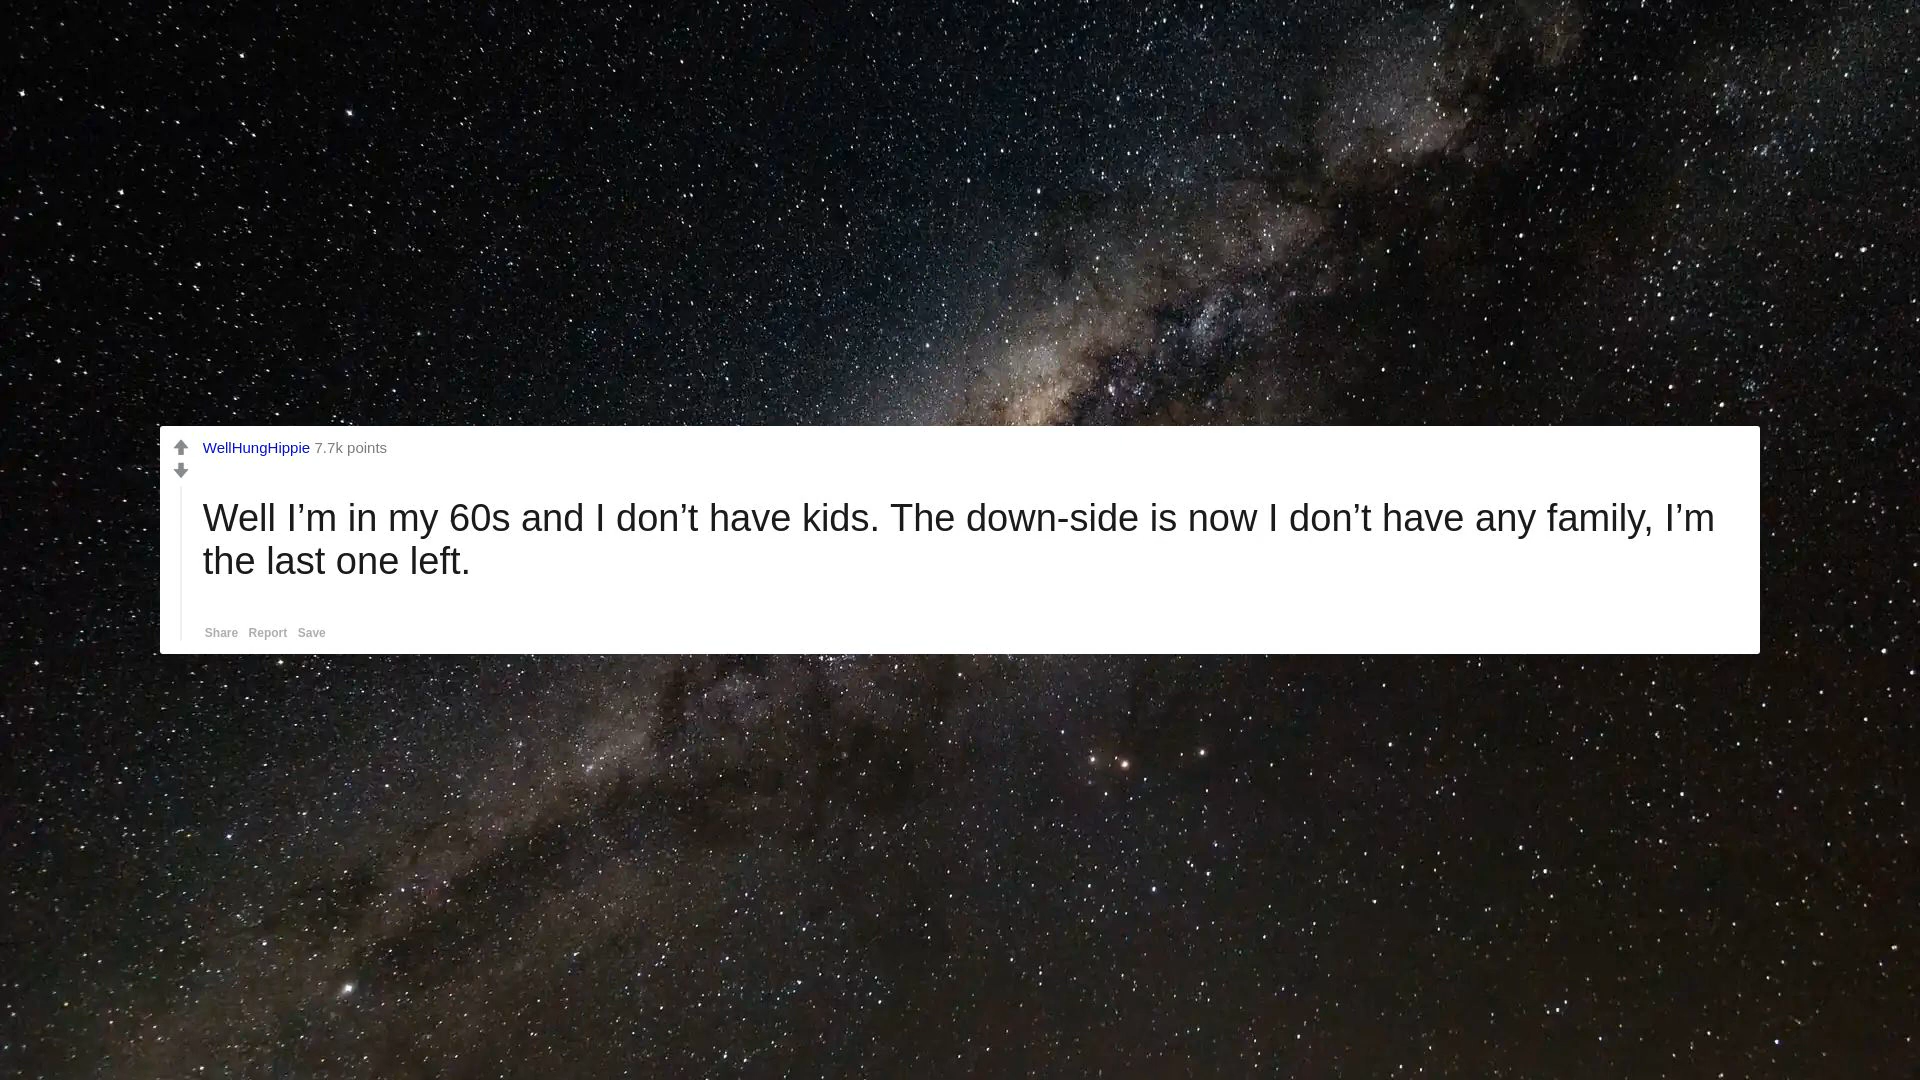 WellHungHippie 7.7k points
Well I’m in my 60s and I don’t have kids. The down-side is now I don’t have any family, I’m
the last one left.
Share Report Save